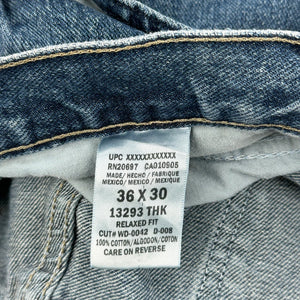 UPC XXXXXXXXXXXX
RN20697 CA010905
MADE / HECHO / FABRIQUE
MEXICO / MEXICO / MEXIQUE
36 X 30
13293 THK
RELAXED FIT
CUT# WD-0042 D-008
100% COTTON/ALGODON/COTON
CARE ON REVERSE